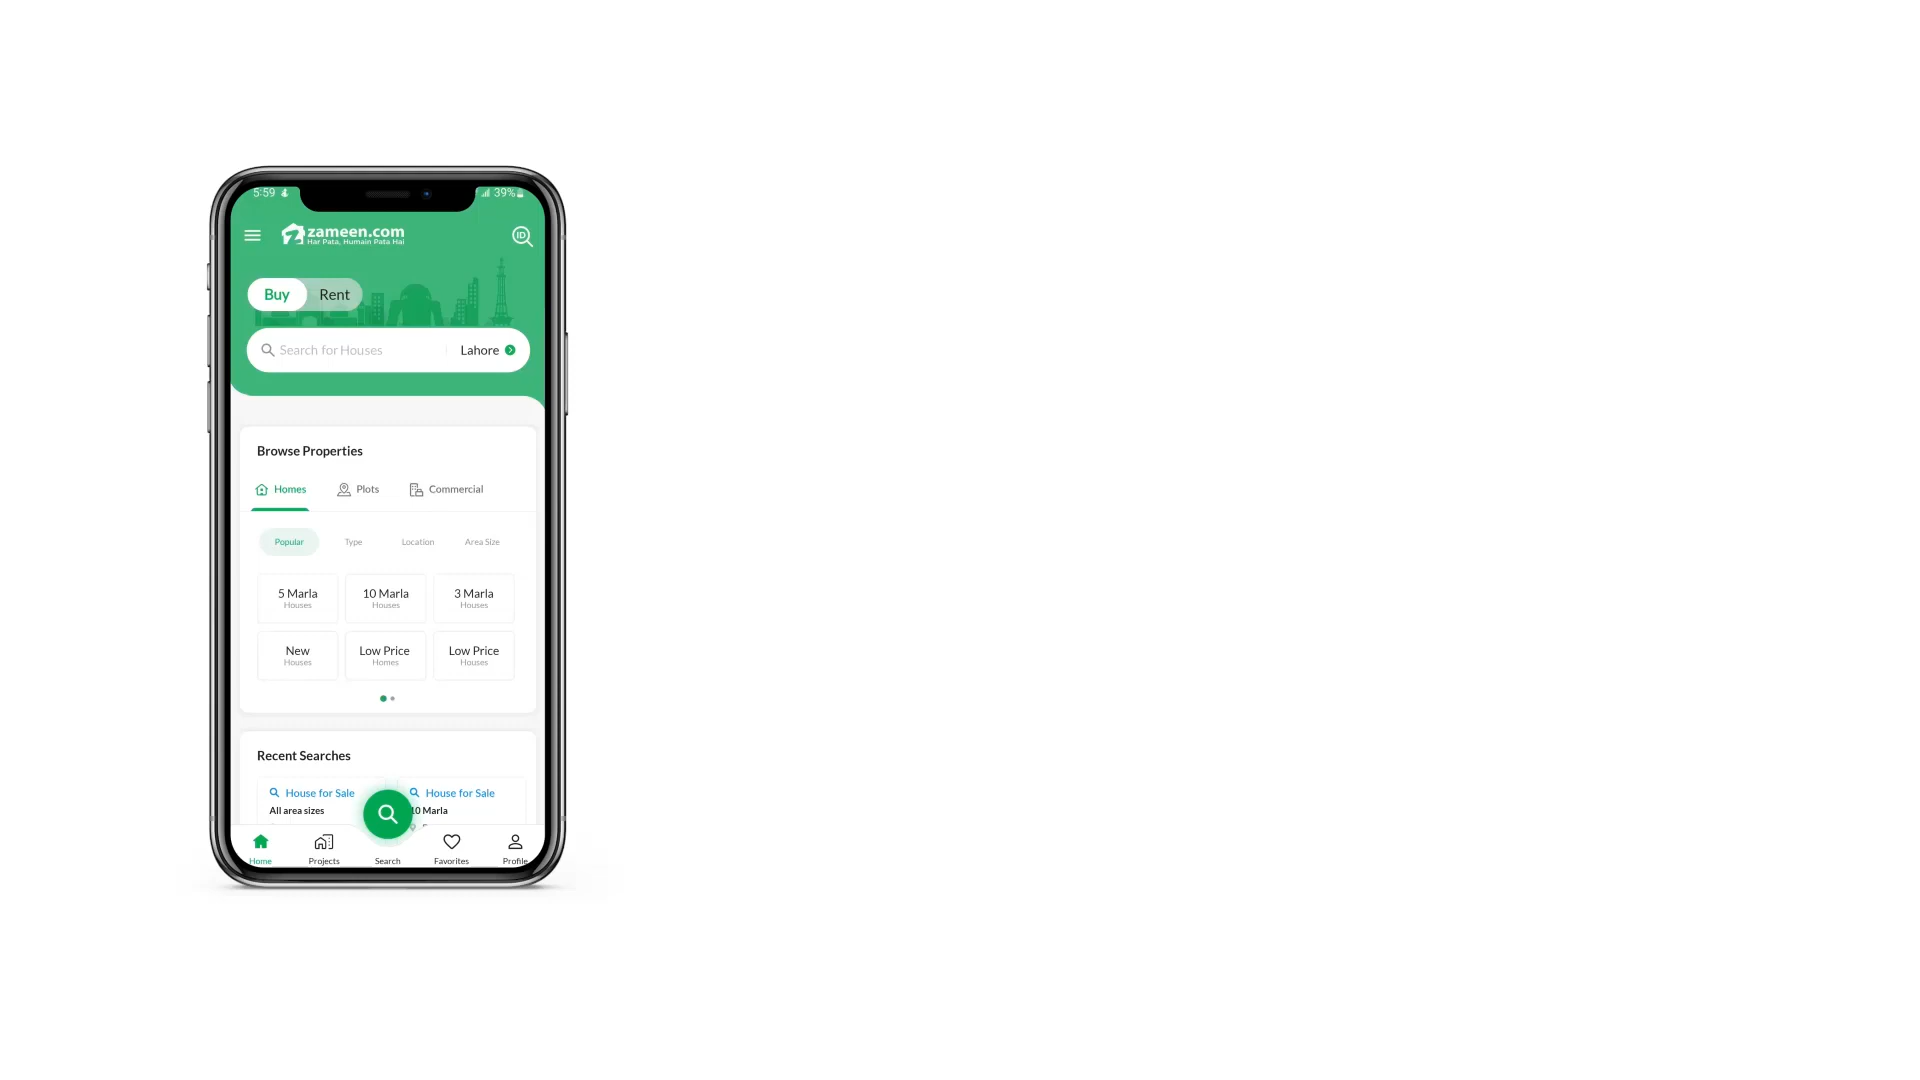 5:59 39%
zameen.com
Har Pata, Humain Pata Hai
ID
Buy Rent
Search for Houses Lahore
Browse Properties
Homes Plots Commercial
Popular Type Location Area Size
5 Marla 10 Marla 3 Marla
Houses Houses Houses
New Low Price Low Price
Houses Homes Houses
Recent Searches
House for Sale House for Sale
All area sizes 10 Marla
Home Projects Search Favorites Profile